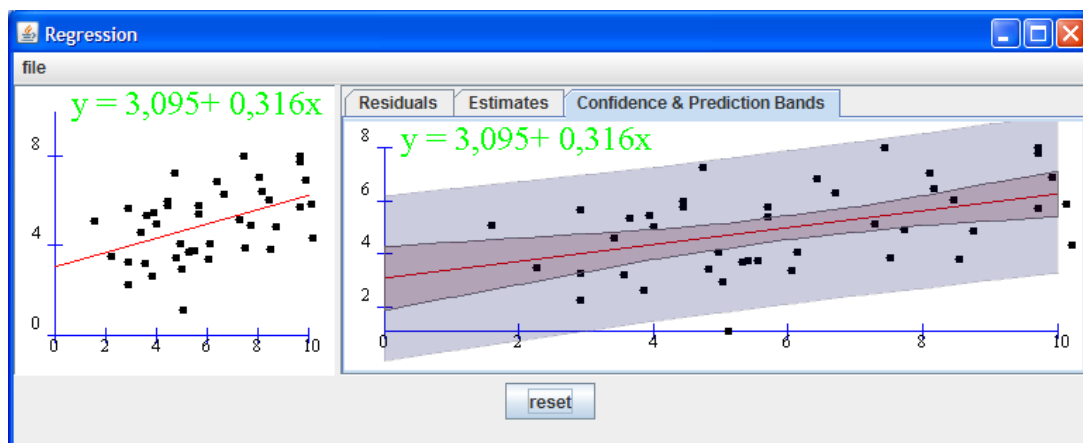 Regression
file
y = 3,095+ 0,316x
8
4
0
0 2 4 6 8 10
Residuals Estimates Confidence & Prediction Bands
y = 3,095+ 0,316x
8
6
4
2
0 2 4 6 8 10
reset